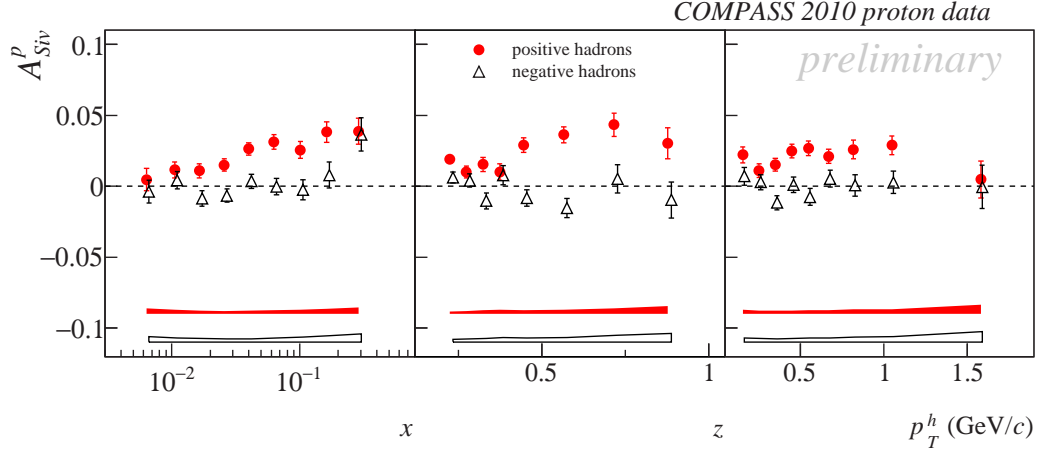 COMPASS 2010 proton data
A^p_Siv
0.1
0.05
0
−0.05
−0.1
positive hadrons
negative hadrons
preliminary
10^−2 10^−1
0.5 1
0.5 1 1.5
x
z
p_T^h (GeV/c)